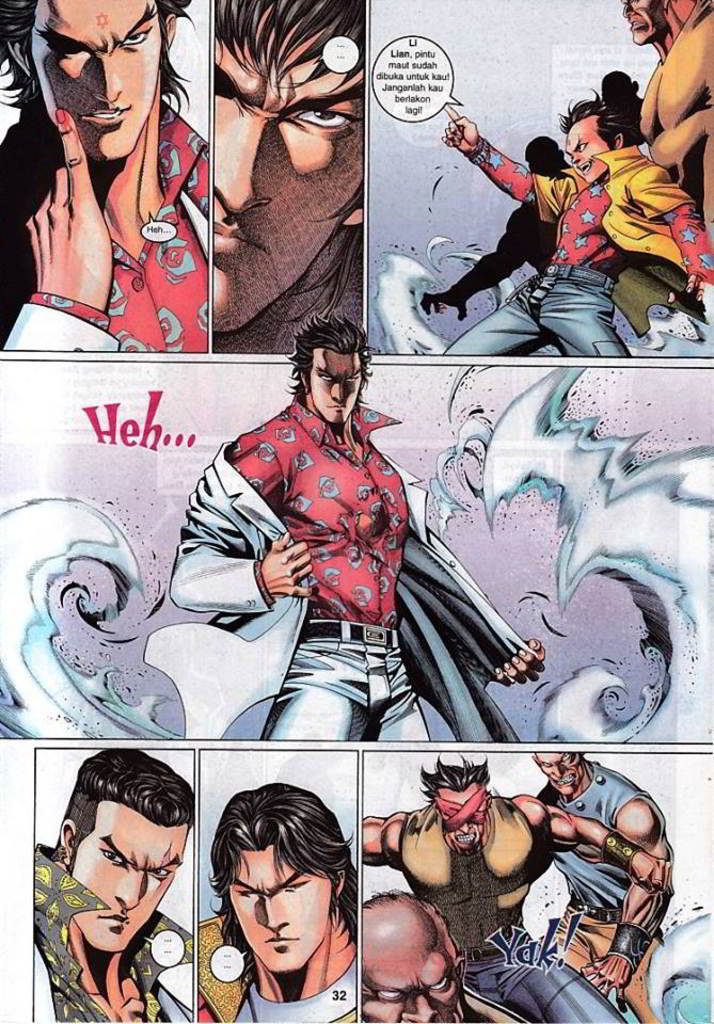 Heh...
...
...
LI
Lian, pintu
maut sudah
dibuka untuk kau!
Janganlah kau
berlakon
lagi!
Heh...
...
...
...
...
Yak!
32